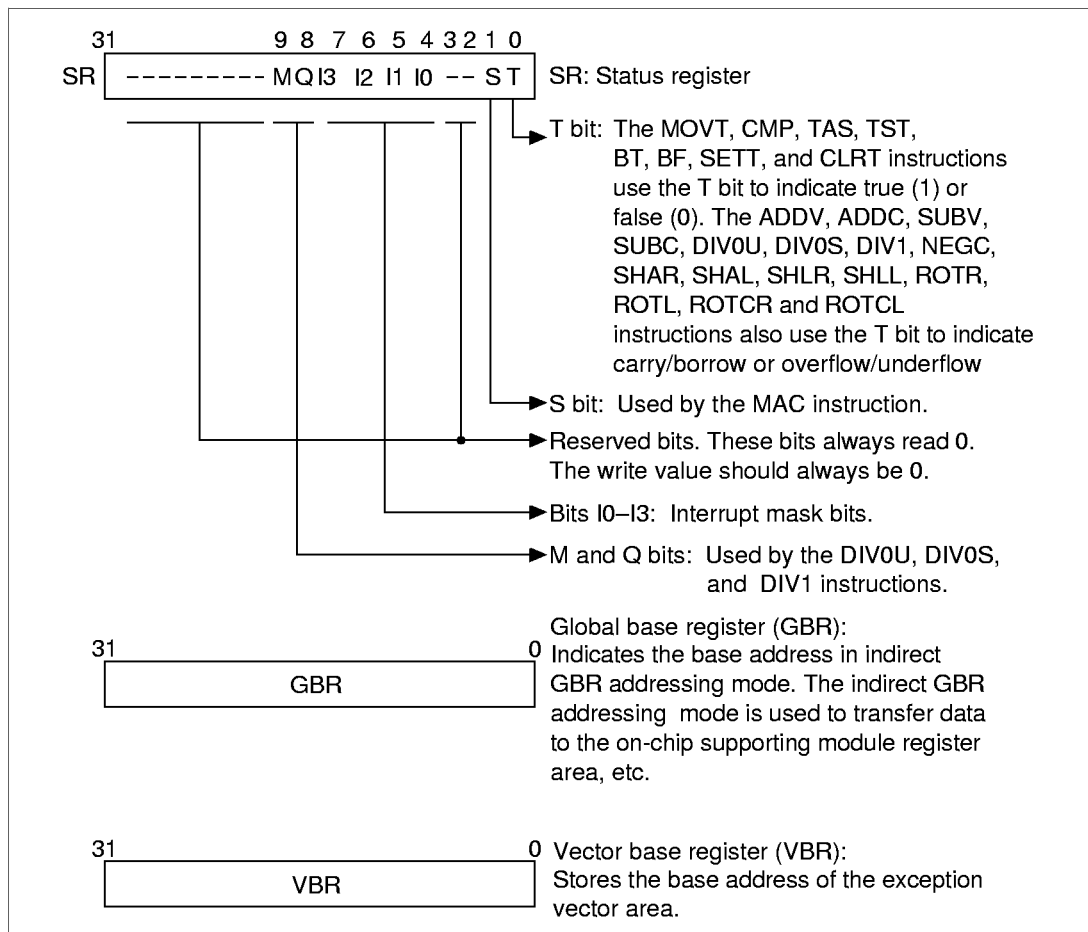 31 9 8 7 6 5 4 3 2 1 0
SR --------- M Q I3 I2 I1 I0 -- S T SR: Status register
T bit: The MOVT, CMP, TAS, TST,
BT, BF, SETT, and CLRT instructions
use the T bit to indicate true (1) or
false (0). The ADDV, ADDC, SUBV,
SUBC, DIV0U, DIV0S, DIV1, NEGC,
SHAR, SHAL, SHLR, SHLL, ROTR,
ROTL, ROTCR and ROTCL
instructions also use the T bit to indicate
carry/borrow or overflow/underflow
S bit: Used by the MAC instruction.
Reserved bits. These bits always read 0.
The write value should always be 0.
Bits I0–I3: Interrupt mask bits.
M and Q bits: Used by the DIV0U, DIV0S,
and DIV1 instructions.
Global base register (GBR):
31 0
Indicates the base address in indirect
GBR
GBR addressing mode. The indirect GBR
addressing mode is used to transfer data
to the on-chip supporting module register
area, etc.
31 0 Vector base register (VBR):
VBR
Stores the base address of the exception
vector area.